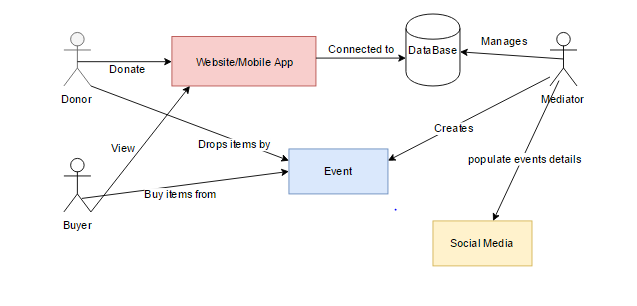 Website/Mobile App
Connected to
DataBase
Manages
Donate
Donor
Mediator
Creates
View
Drops items by
populate events details
Event
Buy items from
Buyer
Social Media